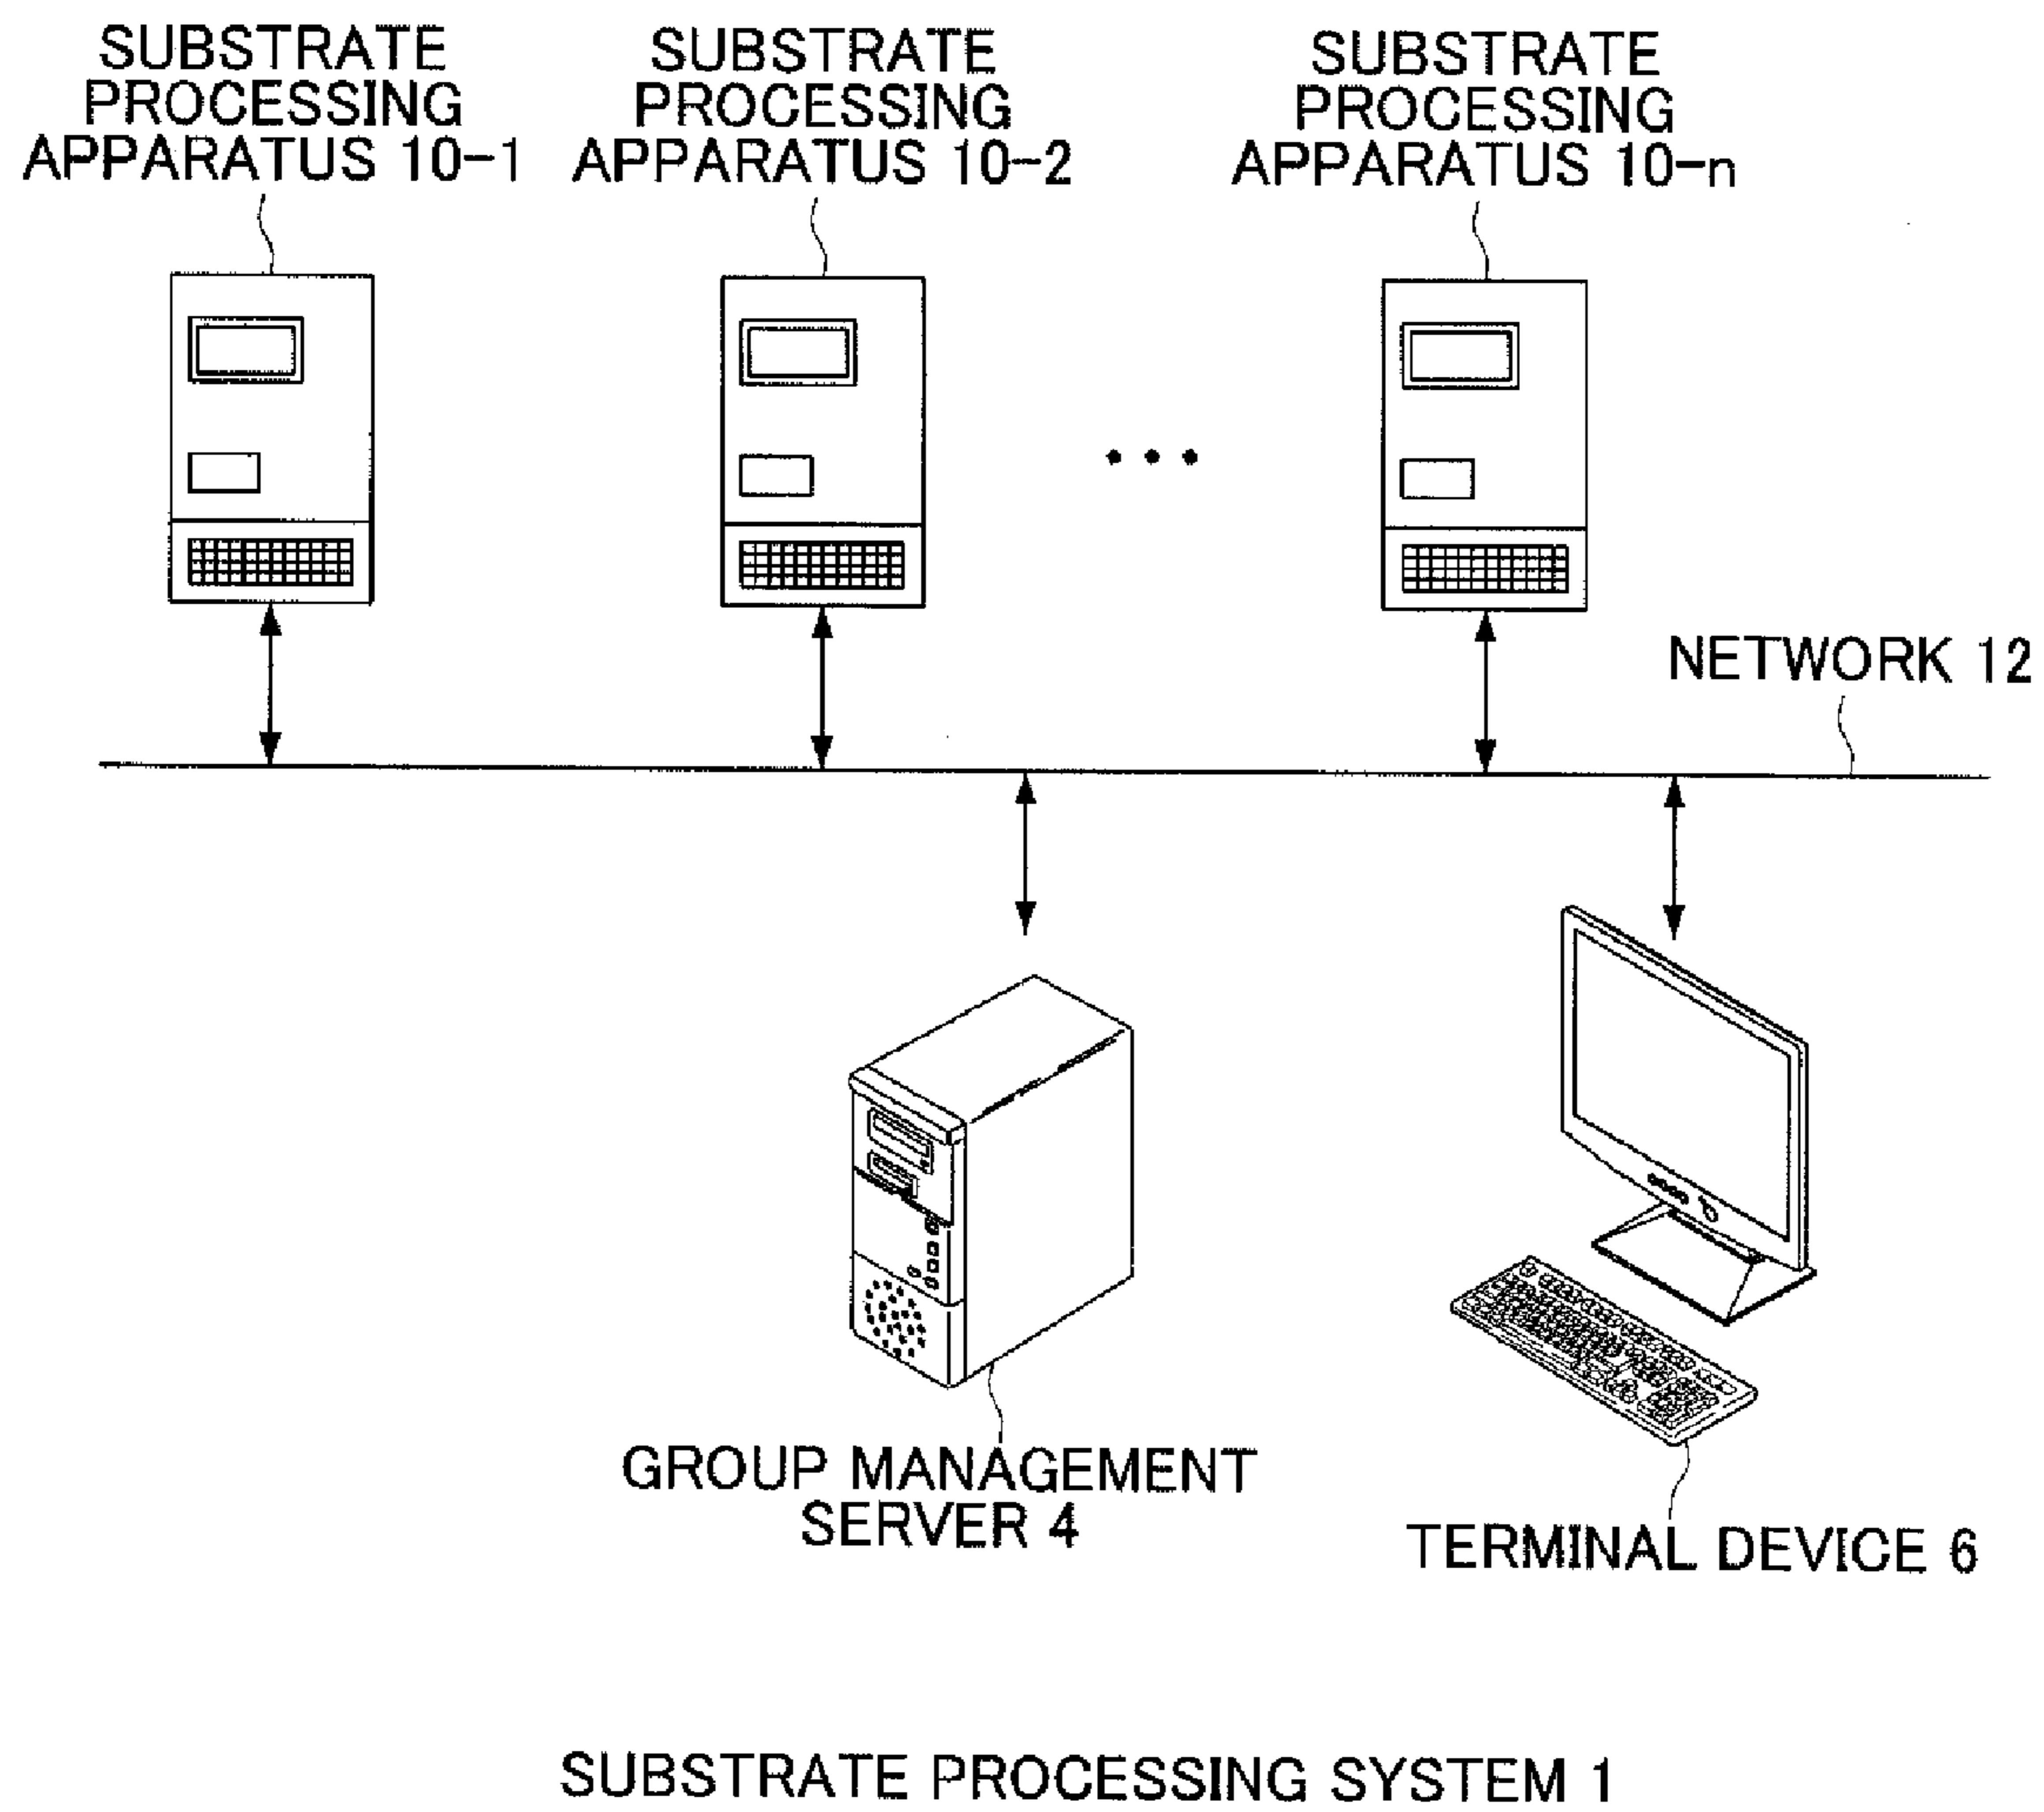 SUBSTRATE
PROCESSING
APPARATUS 10-1
SUBSTRATE
PROCESSING
APPARATUS 10-2
SUBSTRATE
PROCESSING
APPARATUS 10-n
NETWORK 12
GROUP MANAGEMENT
SERVER 4
TERMINAL DEVICE 6
SUBSTRATE PROCESSING SYSTEM 1